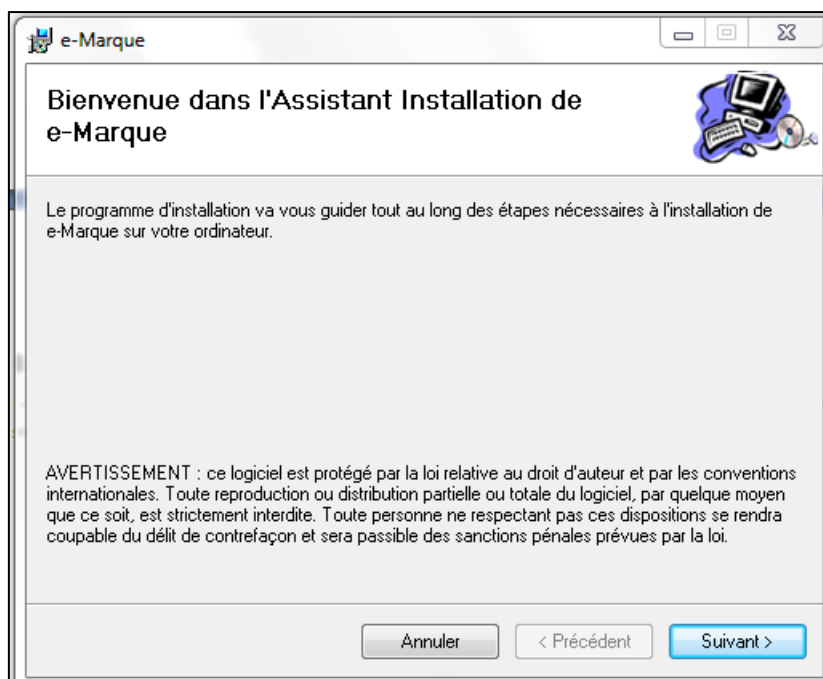 e-Marque
Bienvenue dans l'Assistant Installation de
e-Marque
Le programme d'installation va vous guider tout au long des étapes nécessaires à l'installation de
e-Marque sur votre ordinateur.
AVERTISSEMENT : ce logiciel est protégé par la loi relative au droit d'auteur et par les conventions
internationales. Toute reproduction ou distribution partielle ou totale du logiciel, par quelque moyen
que ce soit, est strictement interdite. Toute personne ne respectant pas ces dispositions se rendra
coupable du délit de contrefaçon et sera passible des sanctions pénales prévues par la loi.
Annuler < Précédent Suivant >